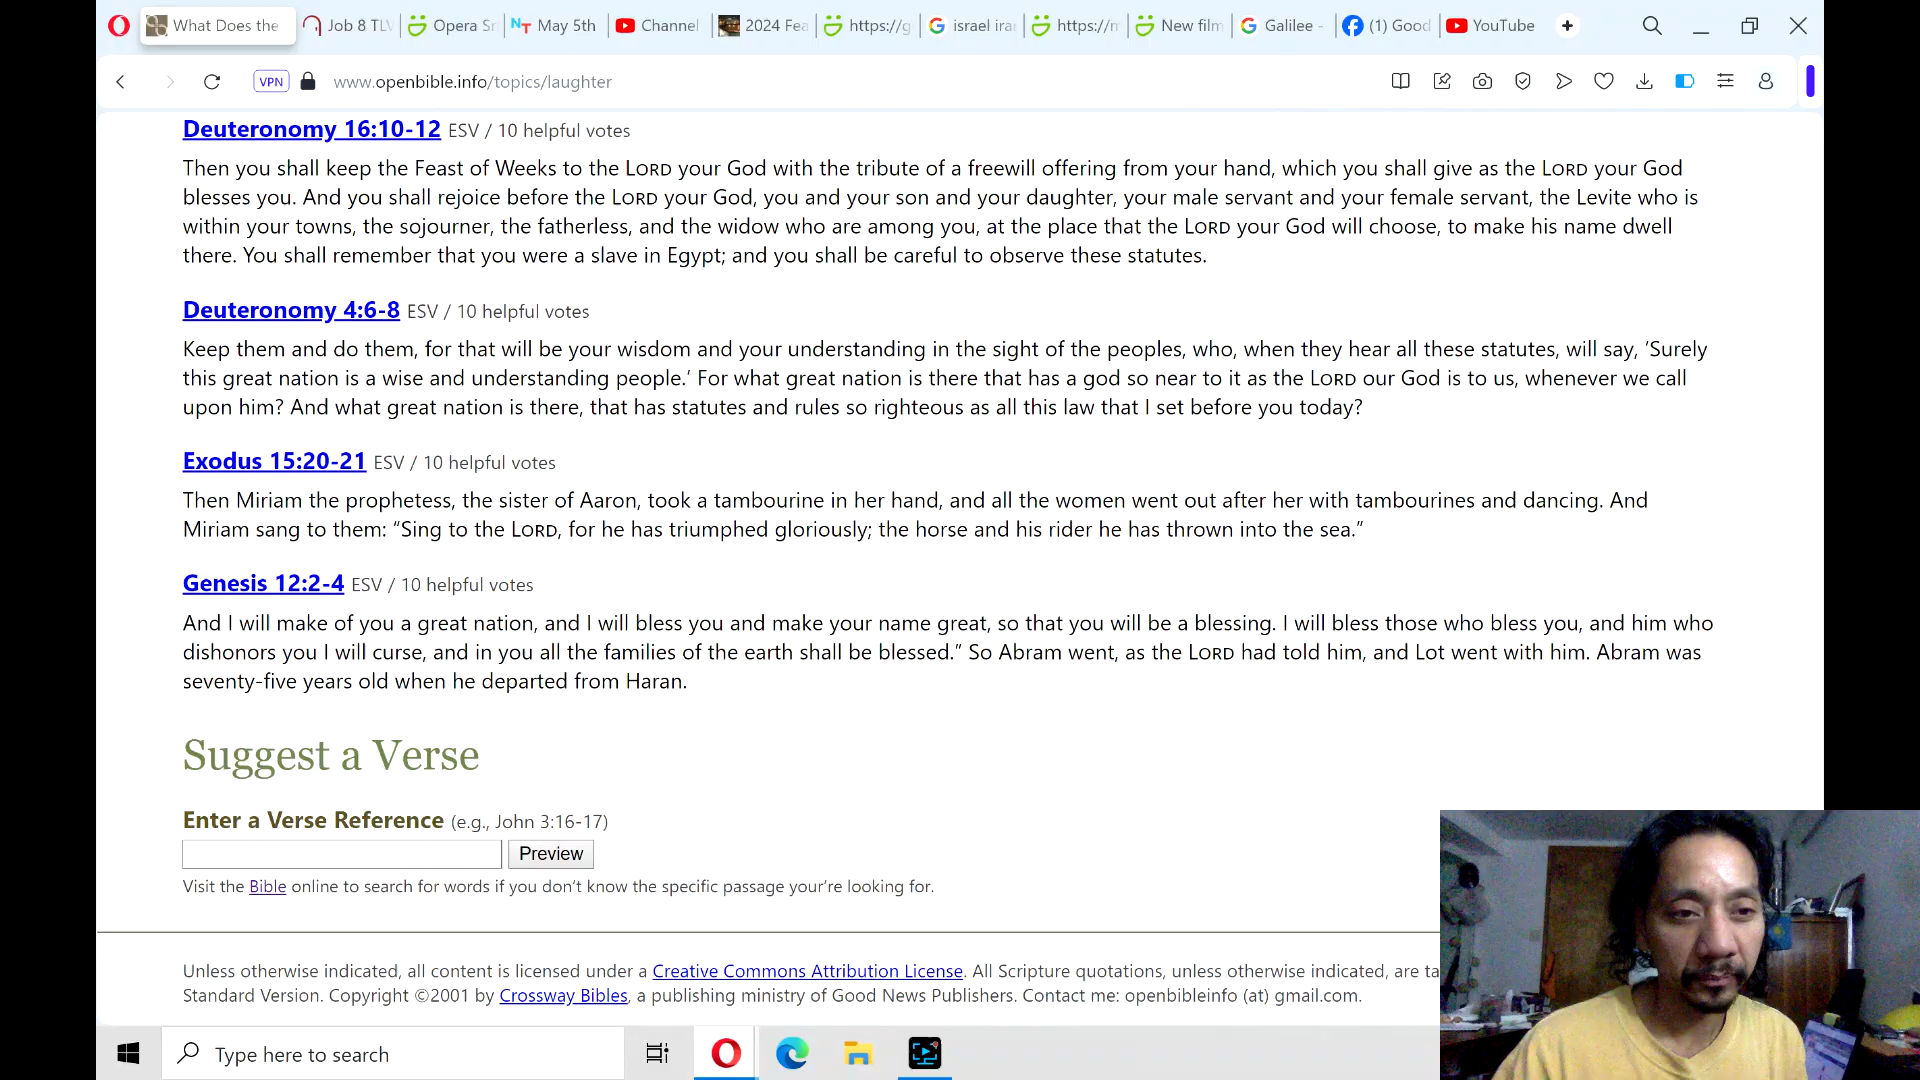 What Does the
Job 8 TLV
Opera Sn
May 5th
Channel
2024 Fea
https://g
israel ira
https://m
New film
Galilee -
(1) Good
YouTube
VPN
www.openbible.info/topics/laughter
Deuteronomy 16:10-12 ESV / 10 helpful votes
Then you shall keep the Feast of Weeks to the LORD your God with the tribute of a freewill offering from your hand, which you shall give as the LORD your God
blesses you. And you shall rejoice before the LORD your God, you and your son and your daughter, your male servant and your female servant, the Levite who is
within your towns, the sojourner, the fatherless, and the widow who are among you, at the place that the LORD your God will choose, to make his name dwell
there. You shall remember that you were a slave in Egypt; and you shall be careful to observe these statutes.
Deuteronomy 4:6-8 ESV / 10 helpful votes
Keep them and do them, for that will be your wisdom and your understanding in the sight of the peoples, who, when they hear all these statutes, will say, ‘Surely
this great nation is a wise and understanding people.’ For what great nation is there that has a god so near to it as the LORD our God is to us, whenever we call
upon him? And what great nation is there, that has statutes and rules so righteous as all this law that I set before you today?
Exodus 15:20-21 ESV / 10 helpful votes
Then Miriam the prophetess, the sister of Aaron, took a tambourine in her hand, and all the women went out after her with tambourines and dancing. And
Miriam sang to them: “Sing to the LORD, for he has triumphed gloriously; the horse and his rider he has thrown into the sea.”
Genesis 12:2-4 ESV / 10 helpful votes
And I will make of you a great nation, and I will bless you and make your name great, so that you will be a blessing. I will bless those who bless you, and him who
dishonors you I will curse, and in you all the families of the earth shall be blessed.” So Abram went, as the LORD had told him, and Lot went with him. Abram was
seventy-five years old when he departed from Haran.
Suggest a Verse
Enter a Verse Reference (e.g., John 3:16-17)
Preview
Visit the Bible online to search for words if you don’t know the specific passage your’re looking for.
Unless otherwise indicated, all content is licensed under a Creative Commons Attribution License. All Scripture quotations, unless otherwise indicated, are ta
Standard Version. Copyright ©2001 by Crossway Bibles, a publishing ministry of Good News Publishers. Contact me: openbibleinfo (at) gmail.com.
Type here to search